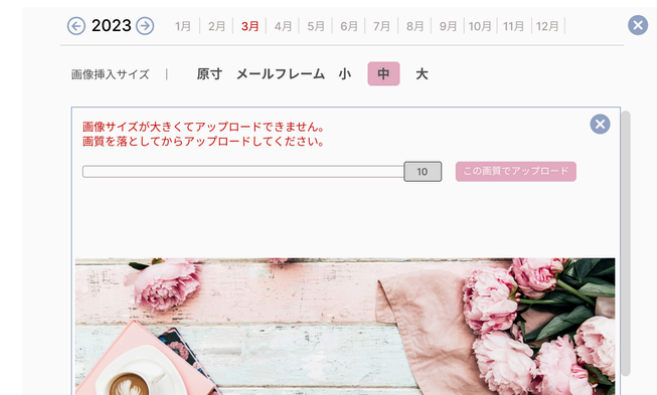 2023 1月 2月 3月 4月 5月 6月 7月 8月 9月 10月 11月 12月
画像挿入サイズ | 原寸 メールフレーム 小 中 大
画像サイズが大きくてアップロードできません。
画質を落としてからアップロードしてください。
10 この画質でアップロード